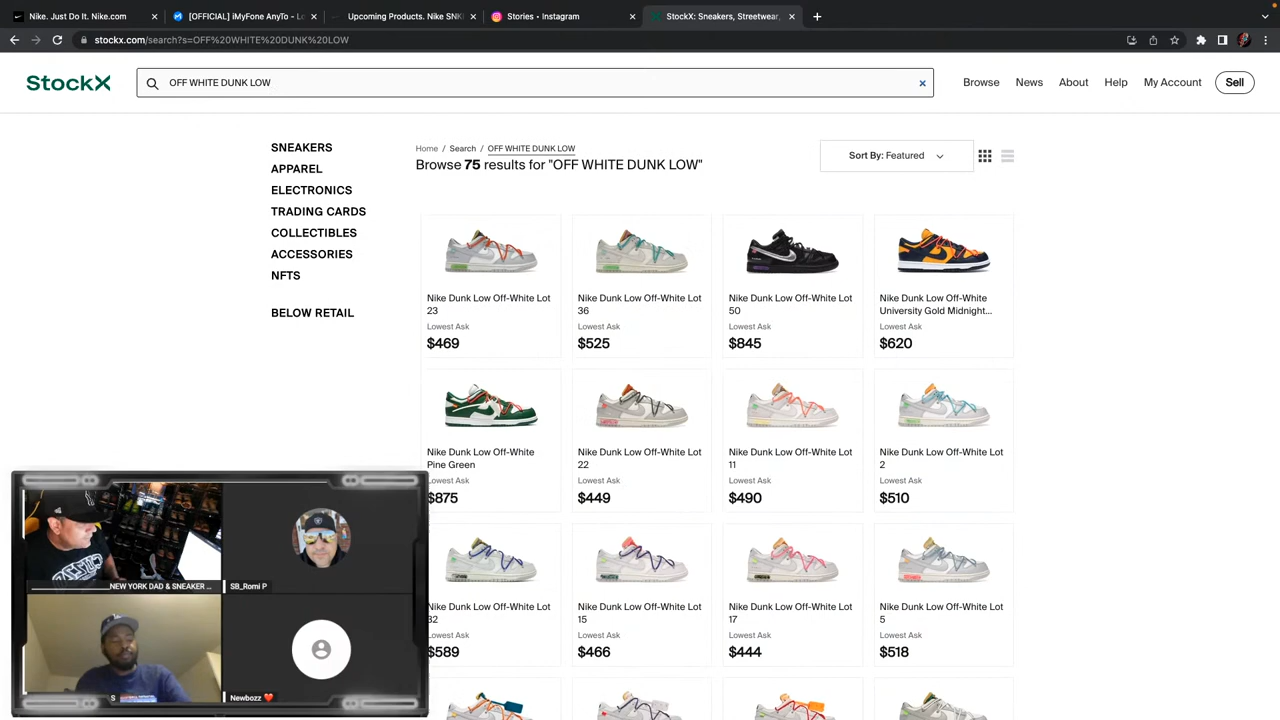 Nike. Just Do It. Nike.com
[OFFICIAL] iMyFone AnyTo - Lo
Upcoming Products. Nike SNK
Stories • Instagram
StockX: Sneakers, Streetwear,
stockx.com/search?s=OFF%20WHITE%20DUNK%20LOW
StockX
OFF WHITE DUNK LOW
Browse
News
About
Help
My Account
Sell
SNEAKERS
APPAREL
ELECTRONICS
TRADING CARDS
COLLECTIBLES
ACCESSORIES
NFTS
BELOW RETAIL
Home / Search / OFF WHITE DUNK LOW
Browse 75 results for "OFF WHITE DUNK LOW"
Sort By: Featured
Nike Dunk Low Off-White Lot
23
Lowest Ask
$469
Nike Dunk Low Off-White Lot
36
Lowest Ask
$525
Nike Dunk Low Off-White Lot
50
Lowest Ask
$845
Nike Dunk Low Off-White
University Gold Midnight...
Lowest Ask
$620
Nike Dunk Low Off-White
Pine Green
Lowest Ask
$875
Nike Dunk Low Off-White Lot
22
Lowest Ask
$449
Nike Dunk Low Off-White Lot
11
Lowest Ask
$490
Nike Dunk Low Off-White Lot
2
Lowest Ask
$510
Nike Dunk Low Off-White Lot
32
Lowest Ask
$589
Nike Dunk Low Off-White Lot
15
Lowest Ask
$466
Nike Dunk Low Off-White Lot
17
Lowest Ask
$444
Nike Dunk Low Off-White Lot
5
Lowest Ask
$518
NEW YORK DAD & SNEAKER ...
SB_Romi P
S
Newbozz ❤️